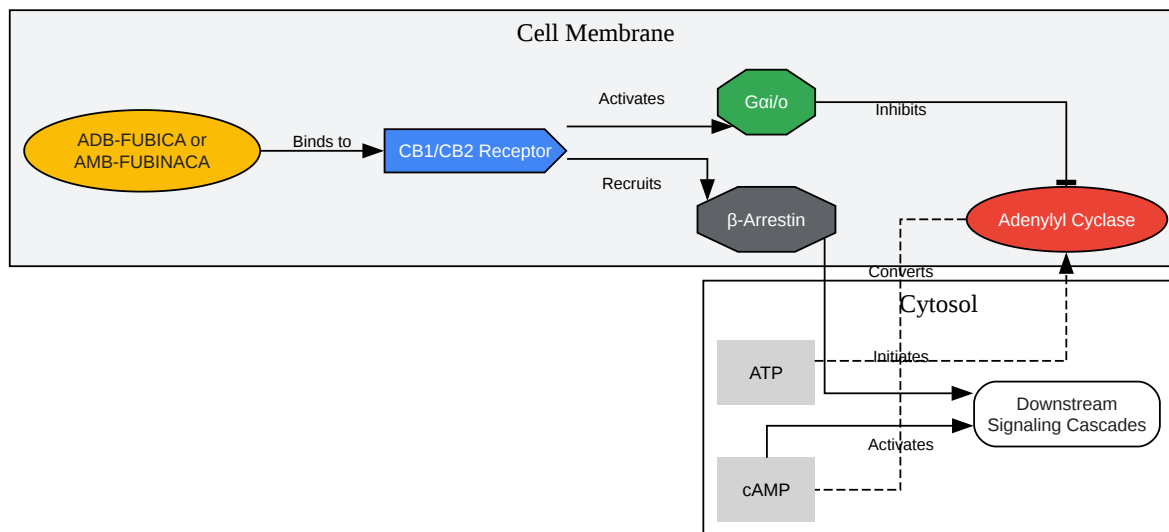 Cell Membrane
ADB-FUBICA or
AMB-FUBINACA
Binds to
CB1/CB2 Receptor
Activates
Recruits
Gαi/o
β-Arrestin
Inhibits
Adenylyl Cyclase
Converts
Cytosol
ATP
Initiates
Downstream
Signaling Cascades
Activates
cAMP